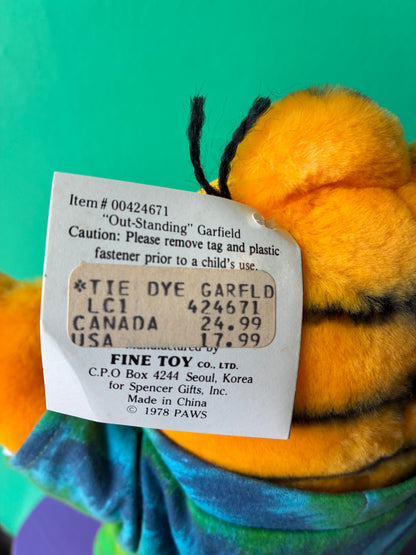 Item # 00424671
"Out-Standing" Garfield
Caution: Please remove tag and plastic
fastener prior to a child's use.
*TIE DYE GARFLD
LC1 424671
CANADA 24.99
USA 17.99
Manufactured by
FINE TOY CO., LTD.
C.P.O Box 4244 Seoul, Korea
for Spencer Gifts, Inc.
Made in China
© 1978 PAWS